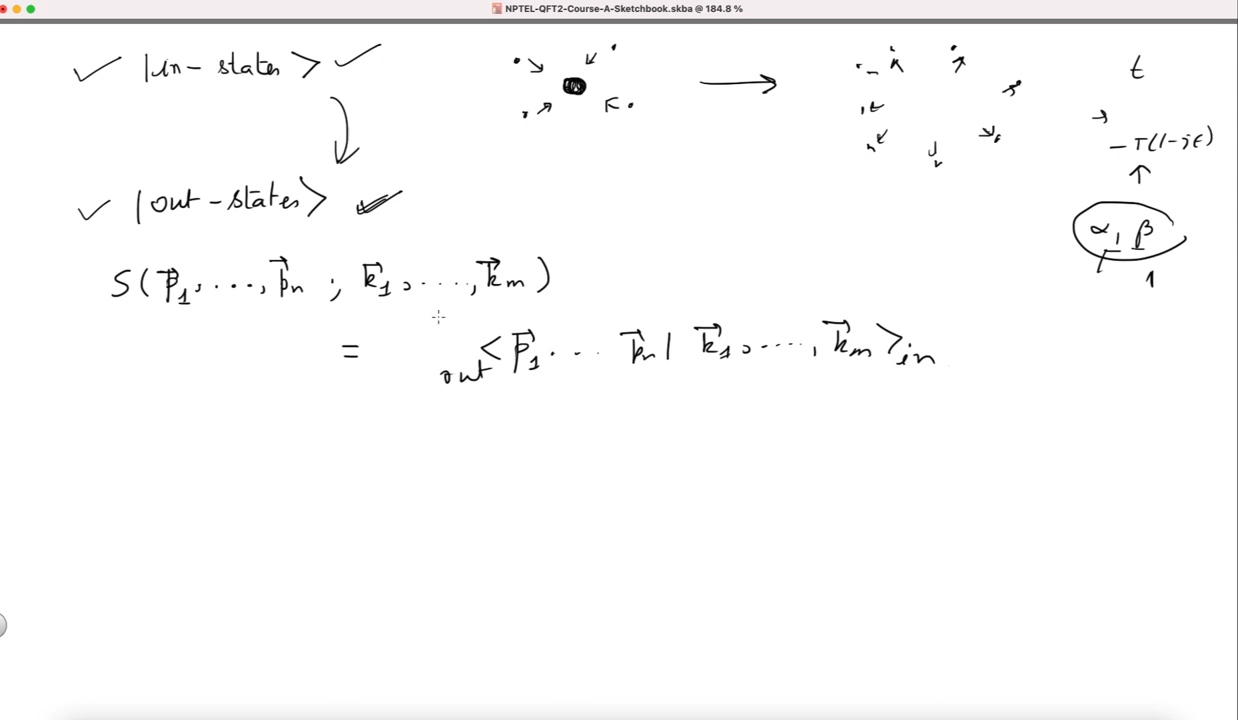 NPTEL-QFT2-Course-A-Sketchbook.skba @ 184.8 %
✓ |in-states> ✓
t
-T(1-iε)
α, β
✓ |out-states> ✓
S(p⃗₁, ..., p⃗ₙ ; k⃗₁, ...., k⃗ₘ)
= out<p⃗₁ ... p⃗ₙ | k⃗₁, ...., k⃗ₘ>in